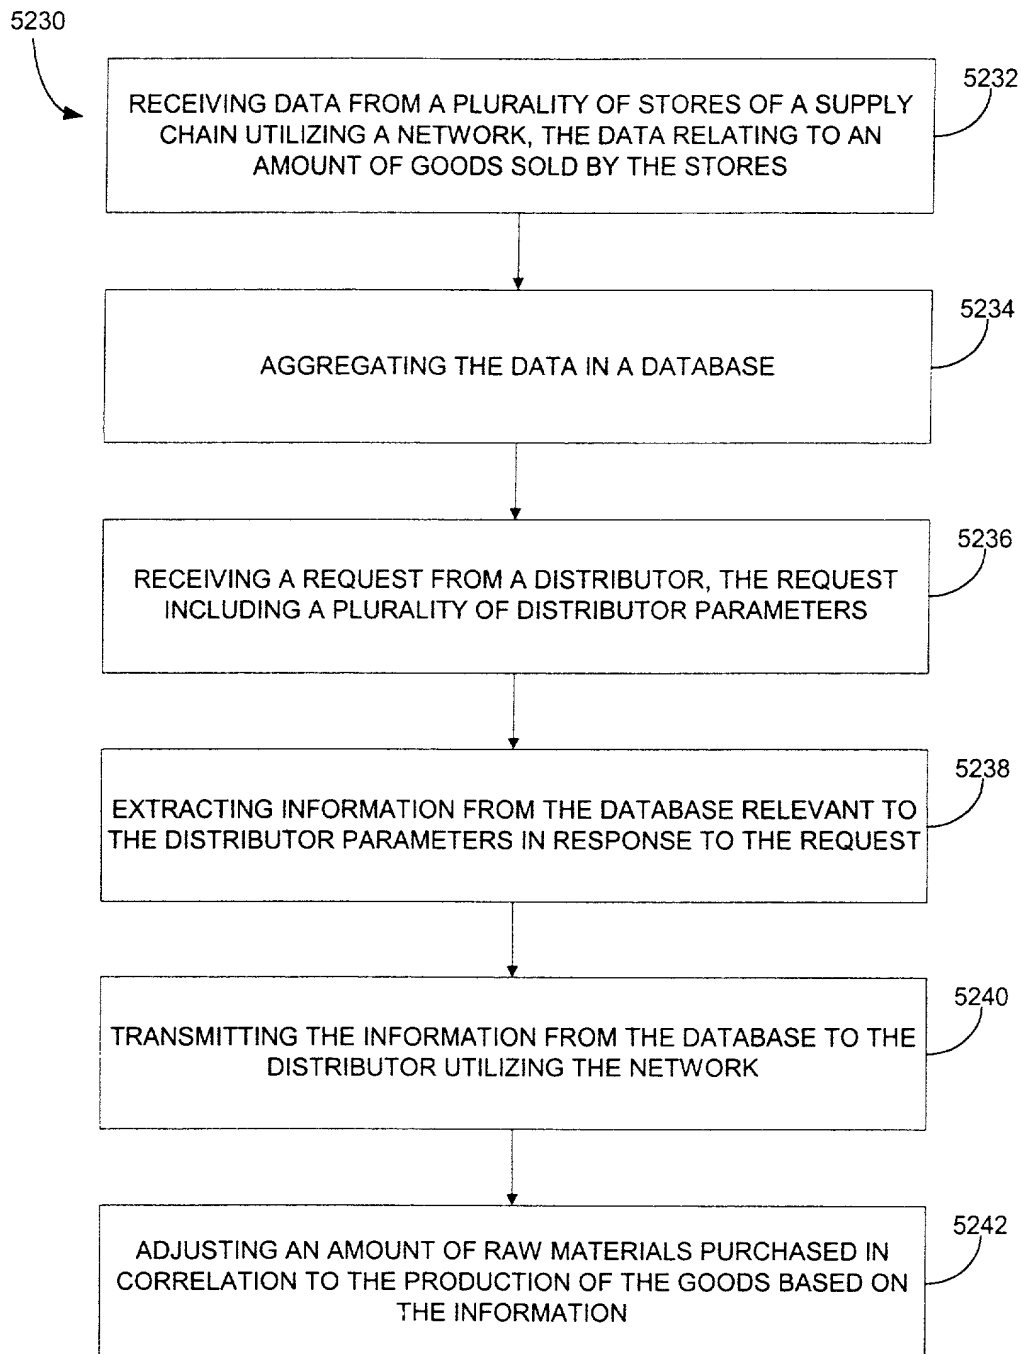 5230
5232
RECEIVING DATA FROM A PLURALITY OF STORES OF A SUPPLY
CHAIN UTILIZING A NETWORK, THE DATA RELATING TO AN
AMOUNT OF GOODS SOLD BY THE STORES
5234
AGGREGATING THE DATA IN A DATABASE
5236
RECEIVING A REQUEST FROM A DISTRIBUTOR, THE REQUEST
INCLUDING A PLURALITY OF DISTRIBUTOR PARAMETERS
5238
EXTRACTING INFORMATION FROM THE DATABASE RELEVANT TO
THE DISTRIBUTOR PARAMETERS IN RESPONSE TO THE REQUEST
5240
TRANSMITTING THE INFORMATION FROM THE DATABASE TO THE
DISTRIBUTOR UTILIZING THE NETWORK
5242
ADJUSTING AN AMOUNT OF RAW MATERIALS PURCHASED IN
CORRELATION TO THE PRODUCTION OF THE GOODS BASED ON
THE INFORMATION